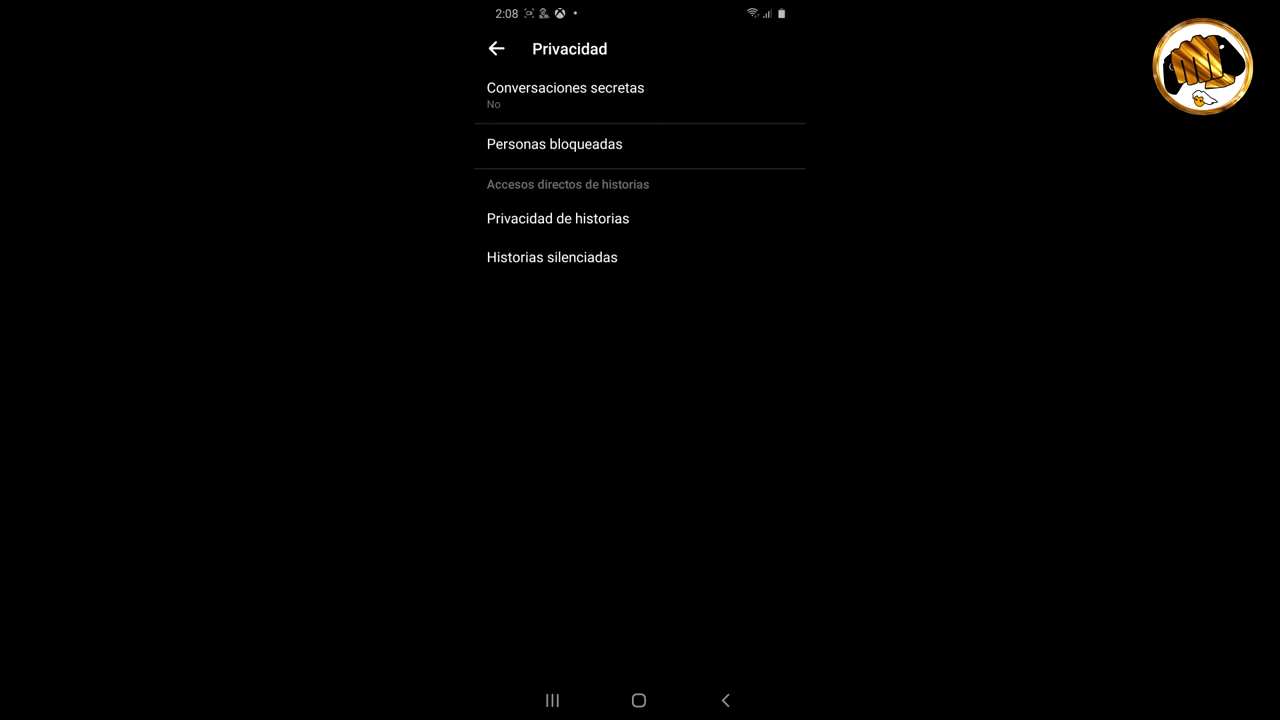 2:08
Privacidad
Conversaciones secretas
No
Personas bloqueadas
Accesos directos de historias
Privacidad de historias
Historias silenciadas